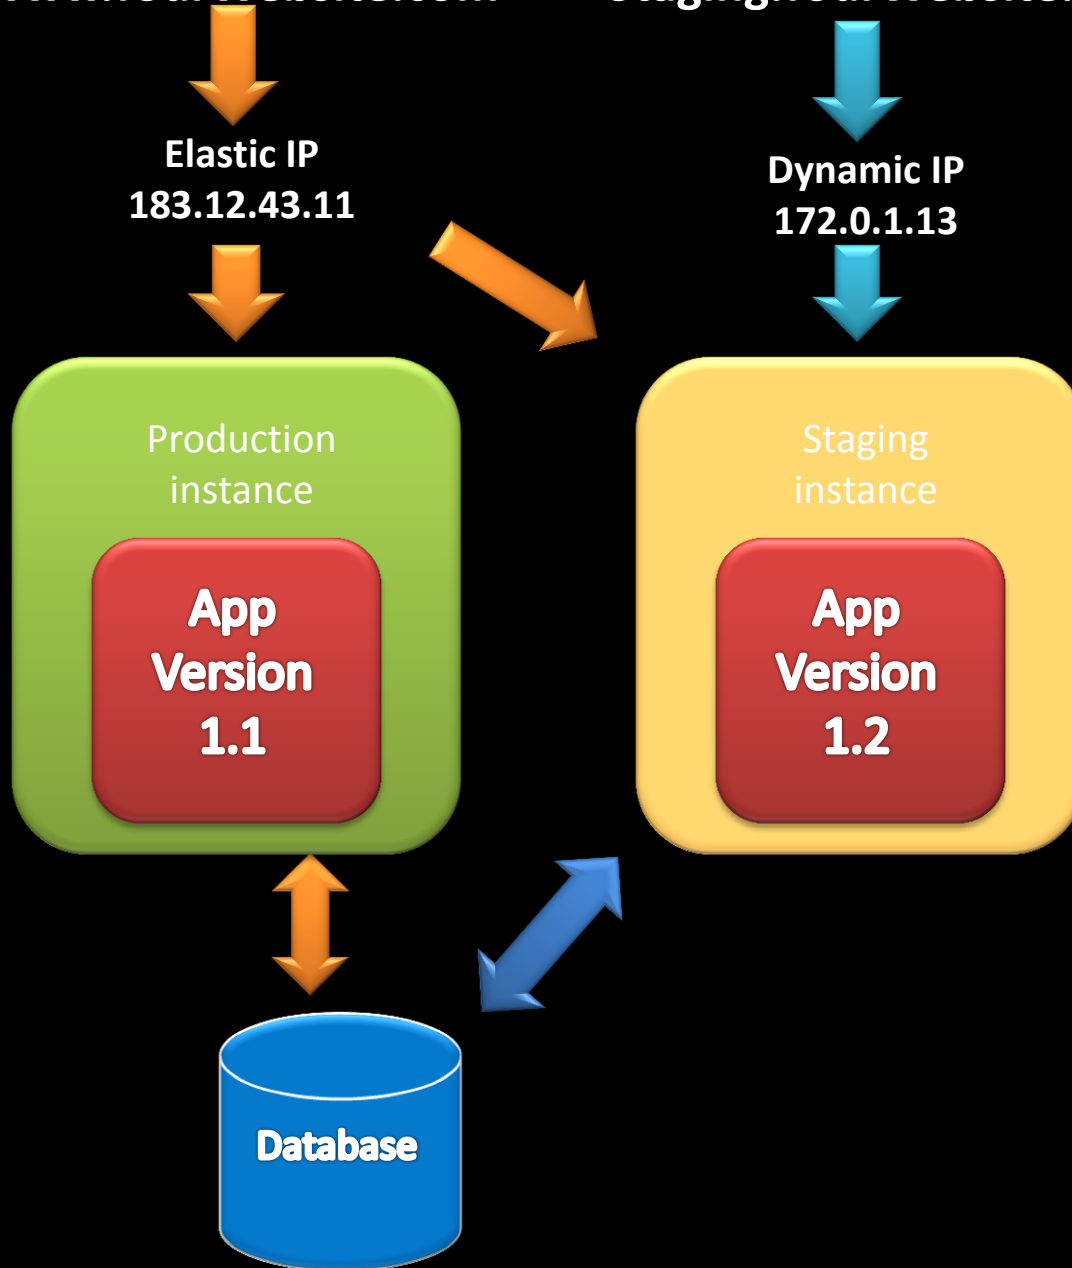 Elastic IP
183.12.43.11
Dynamic IP
172.0.1.13
Production
instance
App
Version
1.1
Staging
instance
App
Version
1.2
Database